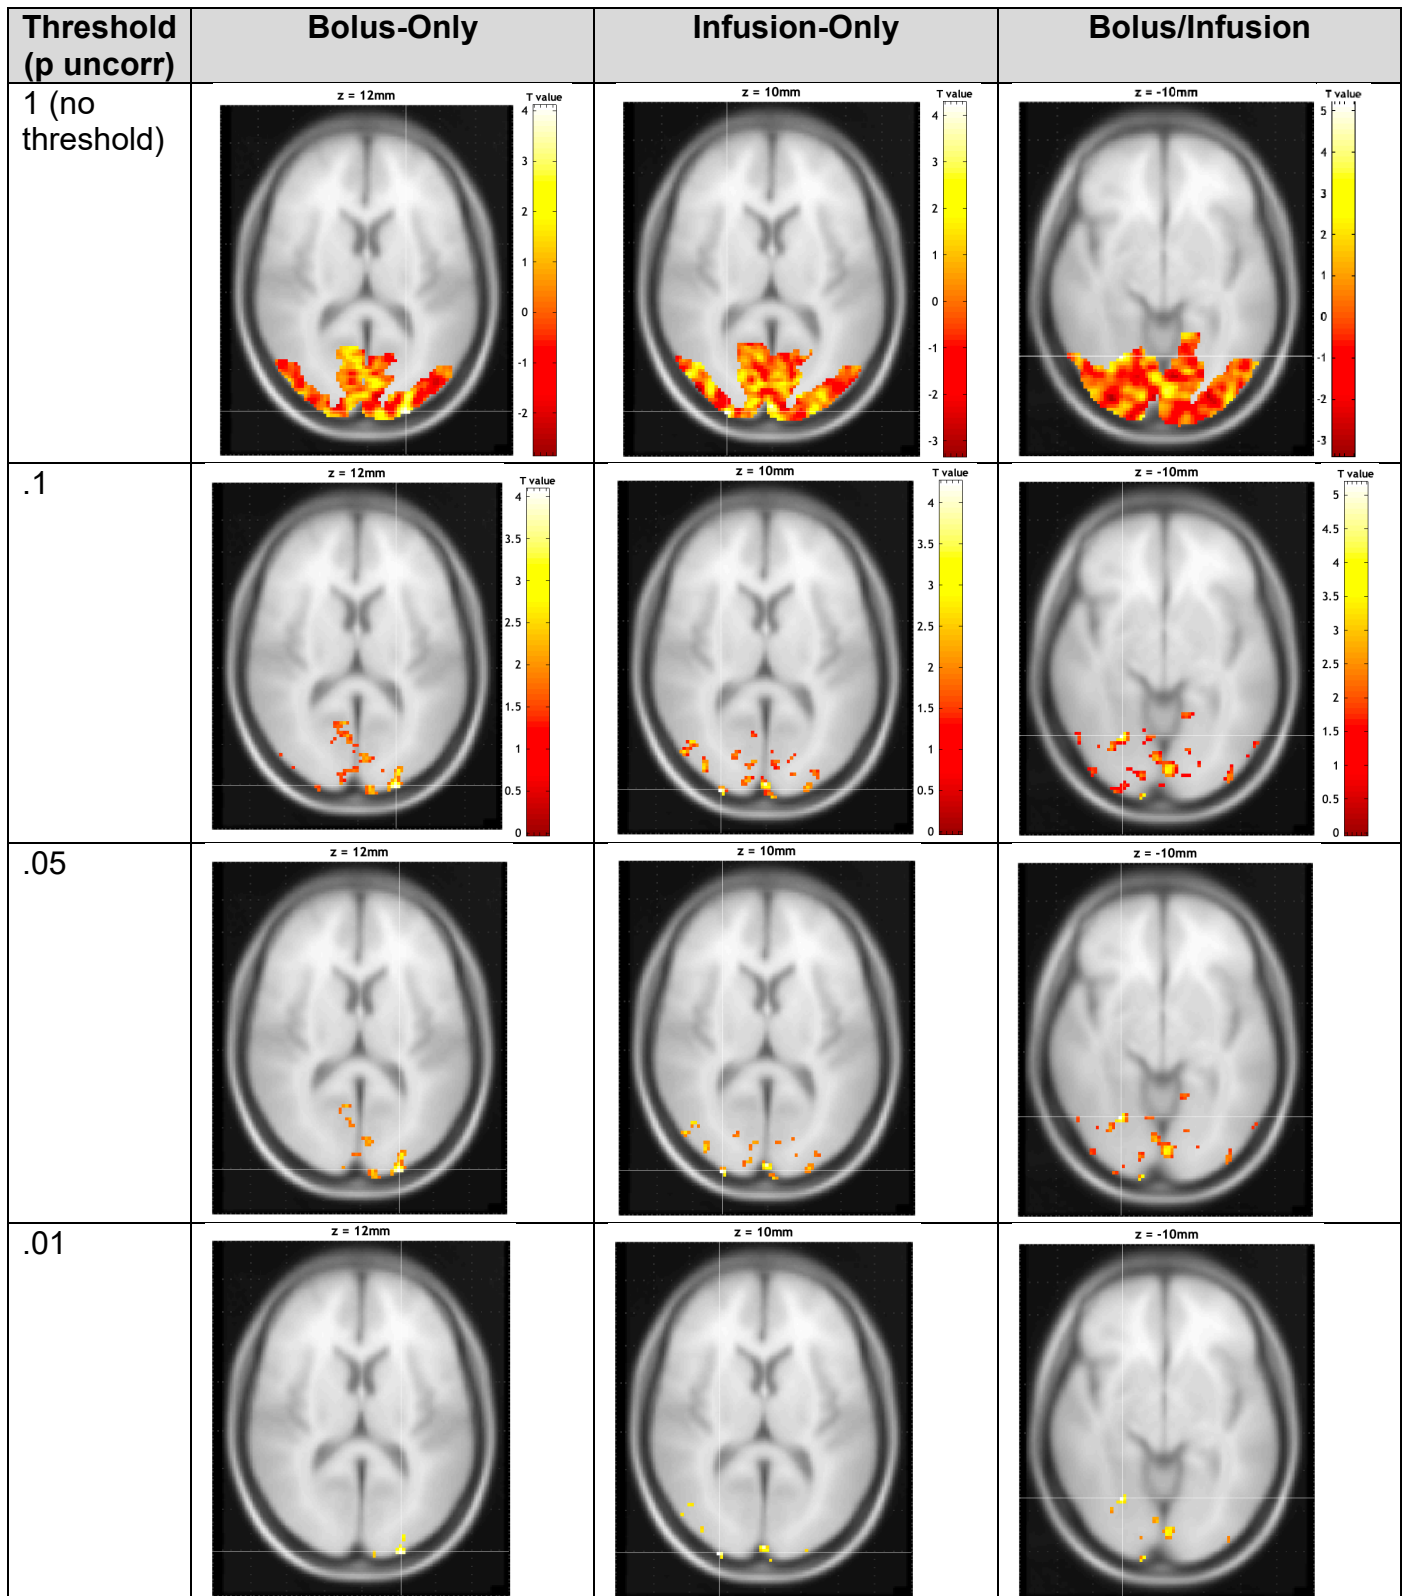 Threshold
(p uncorr)
Bolus-Only
Infusion-Only
Bolus/Infusion
1 (no
threshold)
z = 12mm
T value
4
3
2
1
0
-1
-2
z = 10mm
T value
4
3
2
1
0
-1
-2
-3
z = -10mm
T value
5
4
3
2
1
0
-1
-2
-3
.1
z = 12mm
T value
4
3.5
3
2.5
2
1.5
1
0.5
0
z = 10mm
T value
4
3.5
3
2.5
2
1.5
1
0.5
0
z = -10mm
T value
5
4.5
4
3.5
3
2.5
2
1.5
1
0.5
0
.05
z = 12mm
z = 10mm
z = -10mm
.01
z = 12mm
z = 10mm
z = -10mm